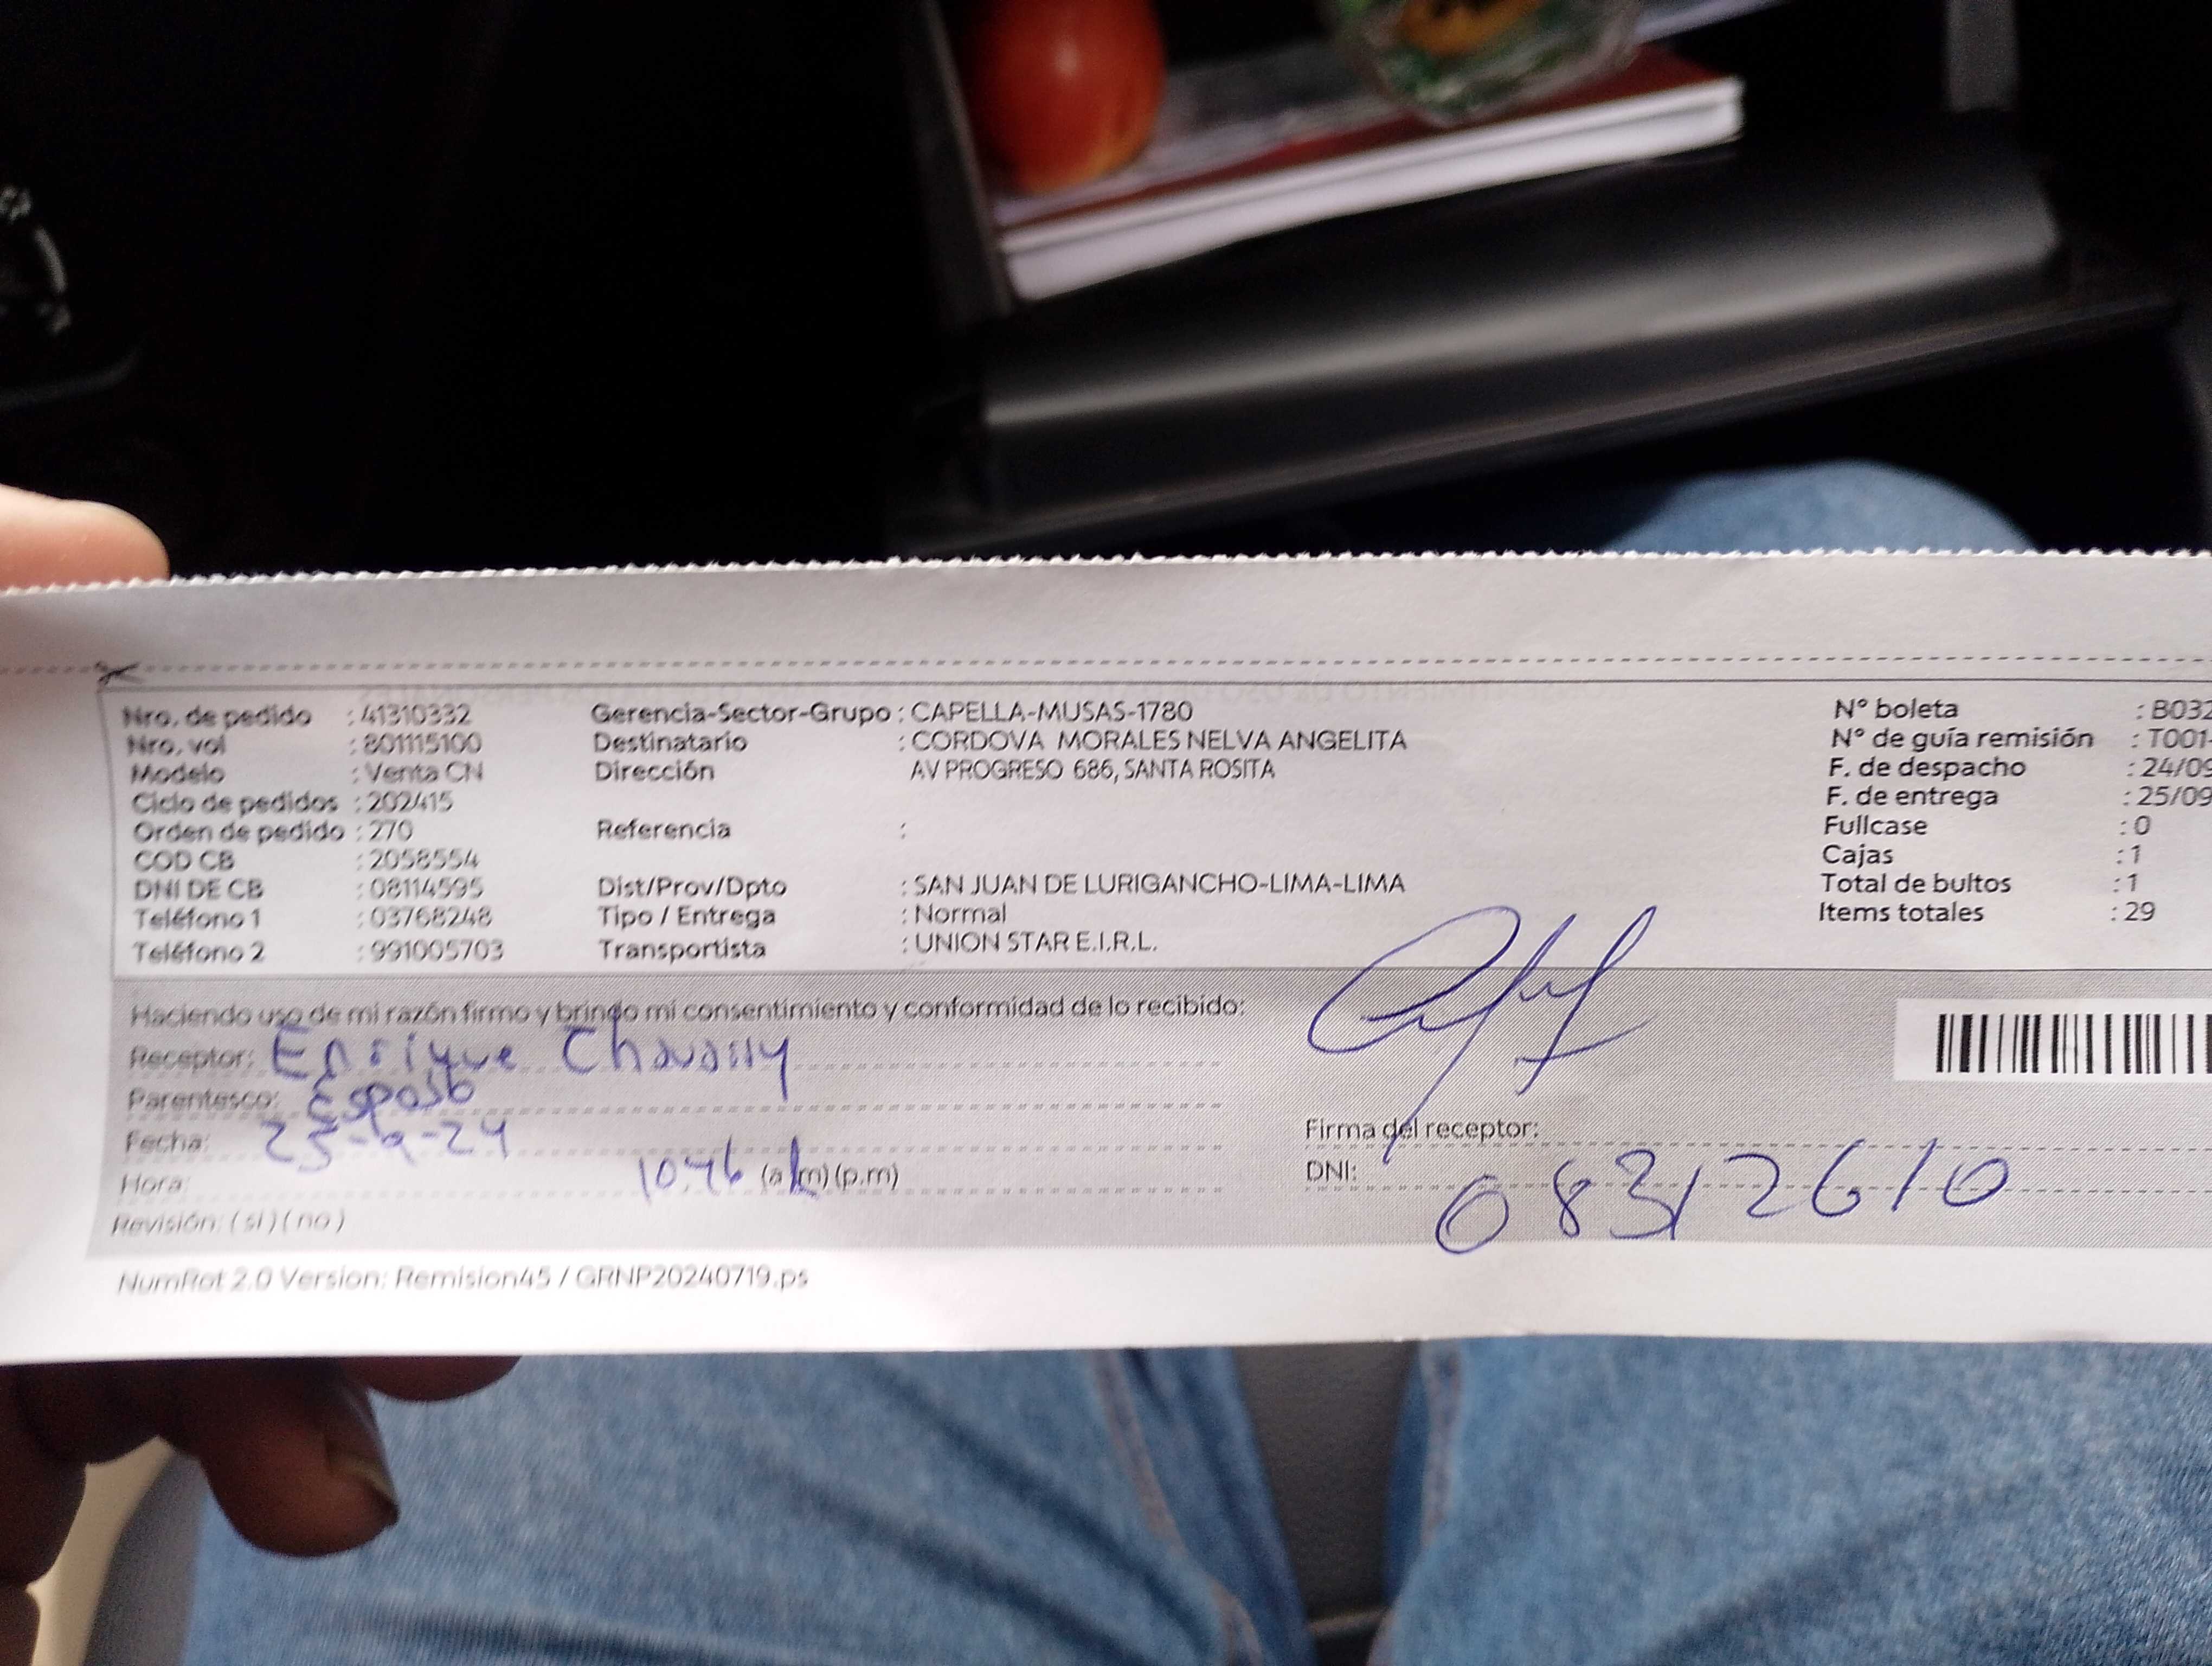 Nro. de pedido : 41310332 Gerencia-Sector-Grupo : CAPELLA-MUSAS-1780 N° boleta : B032
Nro. vol : 801115100 Destinatario : CORDOVA MORALES NELVA ANGELITA N° de guía remisión : T001-
Modelo : Venta CN Dirección AV PROGRESO 686, SANTA ROSITA F. de despacho : 24/09
Ciclo de pedidos : 202415 F. de entrega : 25/09
Orden de pedido : 270 Referencia : Fullcase : 0
COD CB : 2058554 Cajas : 1
DNI DE CB : 08114595 Dist/Prov/Dpto : SAN JUAN DE LURIGANCHO-LIMA-LIMA Total de bultos : 1
Teléfono 1 : 03768248 Tipo / Entrega : Normal Items totales : 29
Teléfono 2 : 991005703 Transportista : UNION STAR E.I.R.L.
Haciendo uso de mi razón firmo y brindo mi consentimiento y conformidad de lo recibido:
Receptor: Enrique
Parentesco: Esposo
Fecha: 25-9-24 Firma del receptor:
Hora: 10:46 (a.m) (p.m) DNI: 08312610
Revisión: ( si ) ( no )
NumRot 2.0 Version: Remision45 / GRNP20240719.ps